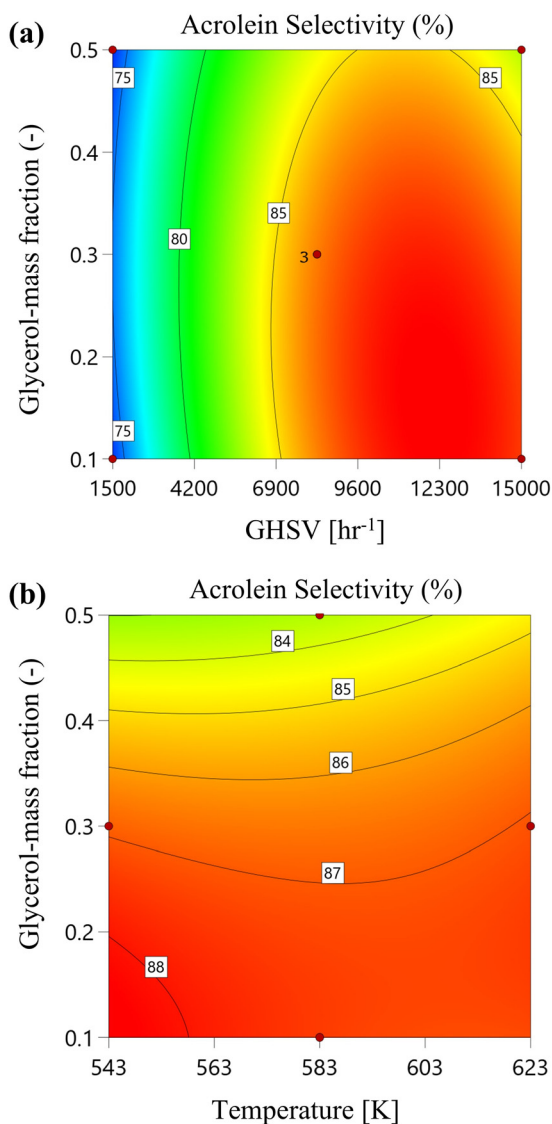 (a)
Acrolein Selectivity (%)
Glycerol-mass fraction (-)
0.5
0.4
0.3
0.2
0.1
75
85
80
85
3
75
1500 4200 6900 9600 12300 15000
GHSV [hr⁻¹]
(b)
Acrolein Selectivity (%)
Glycerol-mass fraction (-)
0.5
0.4
0.3
0.2
0.1
84
85
86
87
88
543 563 583 603 623
Temperature [K]